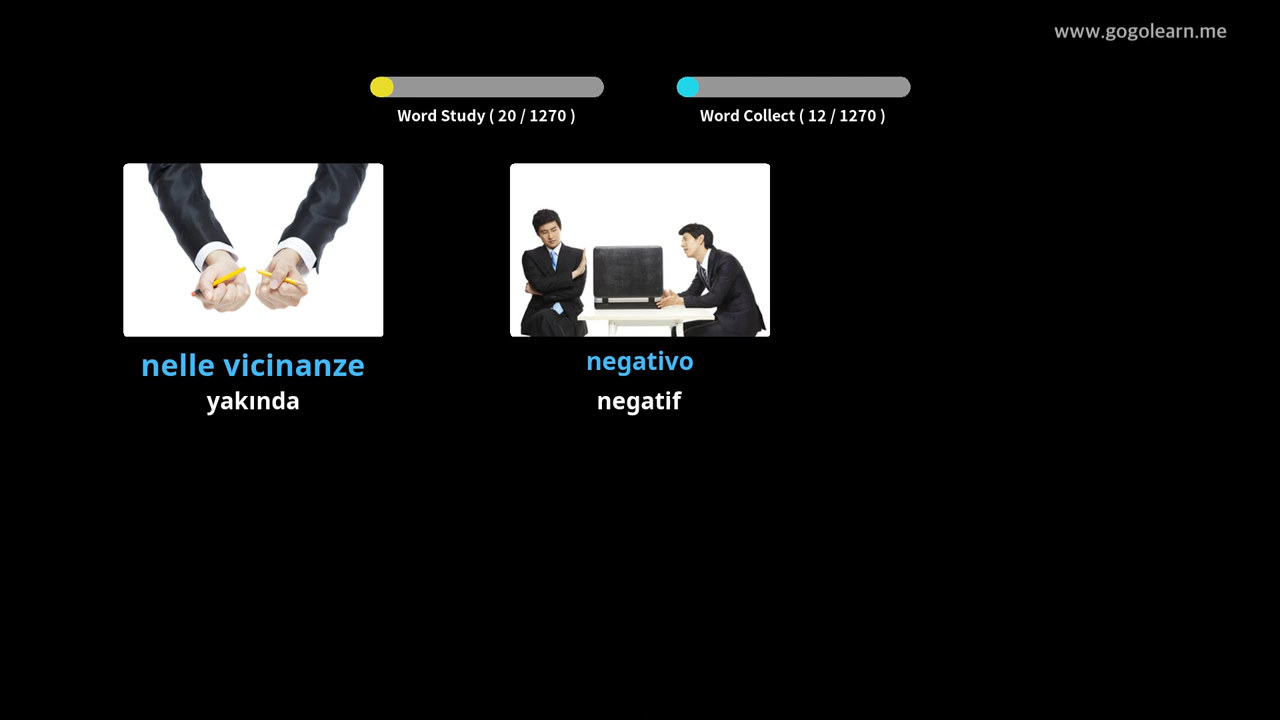 www.gogolearn.me
Word Study ( 20 / 1270 )
Word Collect ( 12 / 1270 )
nelle vicinanze
yakında
negativo
negatif